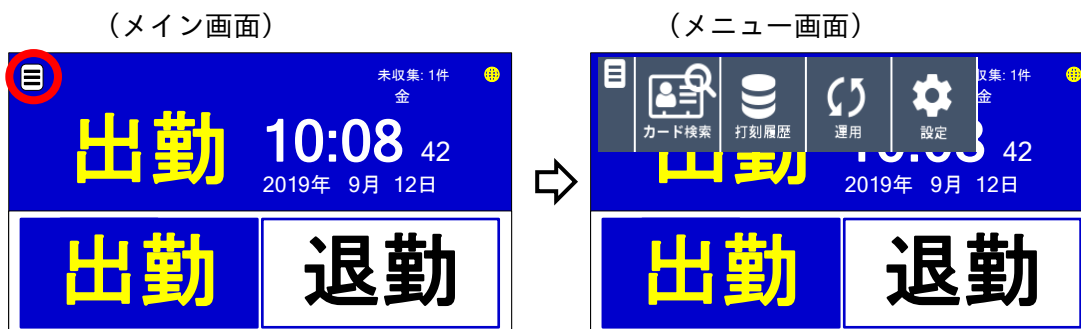 （メイン画面）
未収集: 1件
金
出勤
10:08 42
2019年 9月 12日
出勤
退勤
（メニュー画面）
カード検索
打刻履歴
運用
設定
収集: 1件
金
出勤
10:08 42
2019年 9月 12日
出勤
退勤